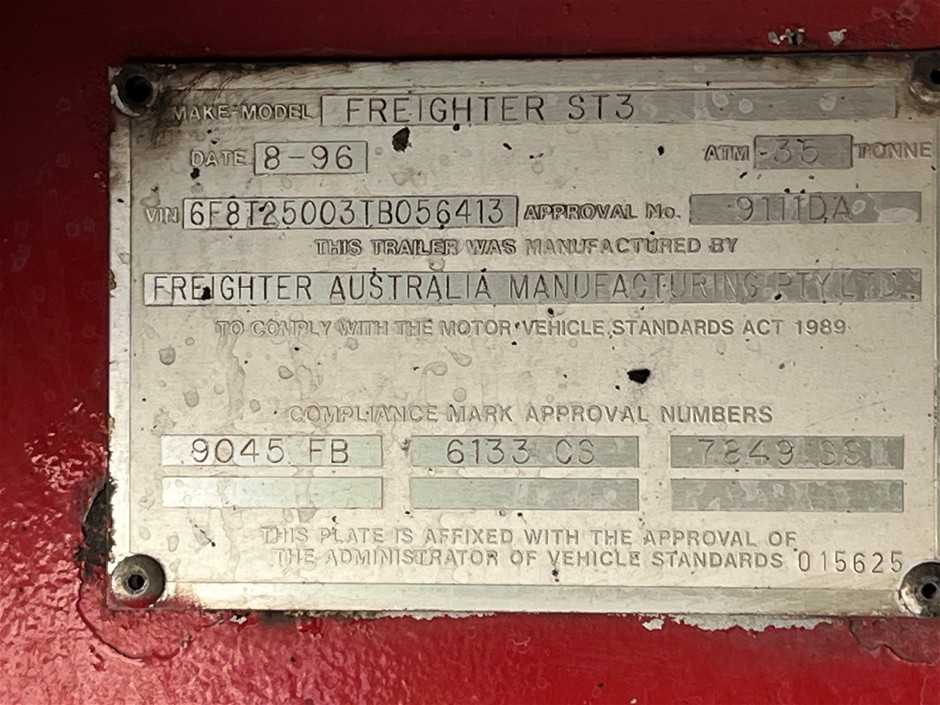 MAKE-MODEL FREIGHTER ST3
DATE 8-96 ATM 35 TONNE
VIN 6F8T25003TB056413 APPROVAL No. 9111DA
THIS TRAILER WAS MANUFACTURED BY
FREIGHTER AUSTRALIA MANUFACTURING PTY. LTD.
TO COMPLY WITH THE MOTOR VEHICLE STANDARDS ACT 1989
COMPLIANCE MARK APPROVAL NUMBERS
9045 FB 6133 CS 7849 SS
THIS PLATE IS AFFIXED WITH THE APPROVAL OF
THE ADMINISTRATOR OF VEHICLE STANDARDS 015625